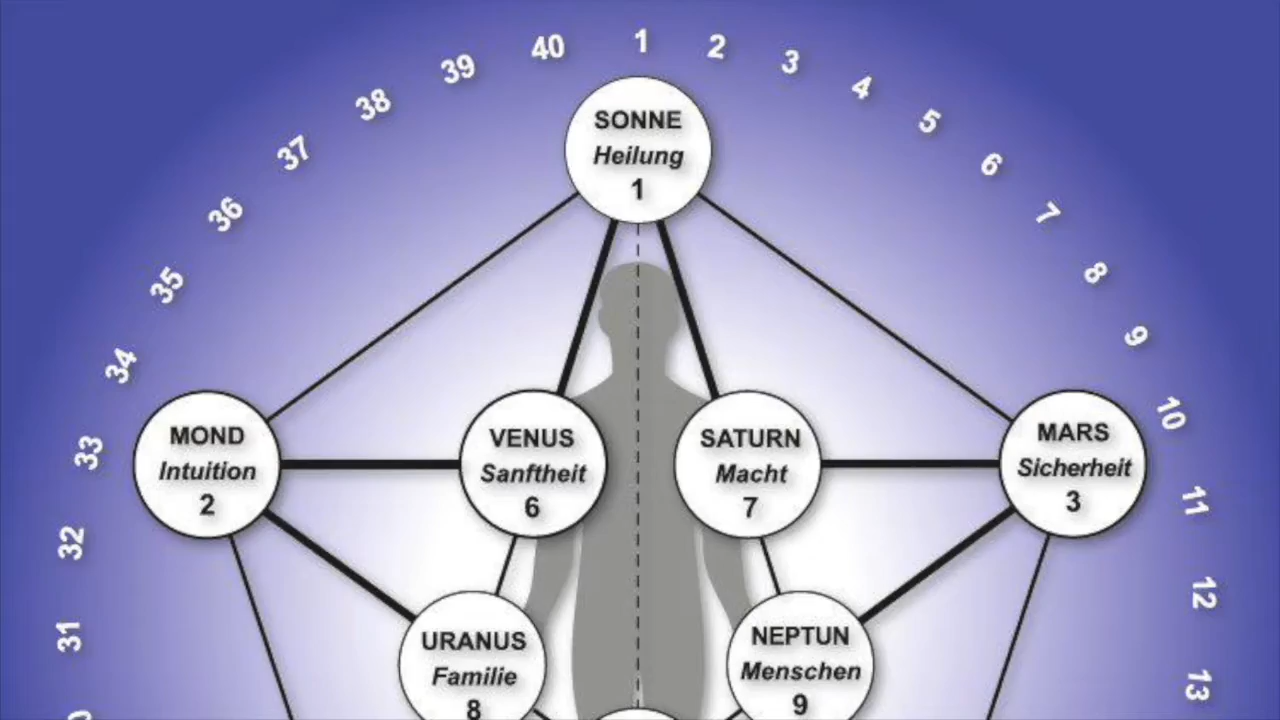 40 1 2
39 3
38 4
37 5
36 6
35 7
34 8
33 9
32 10
31 11
12
13
SONNE
Heilung
1
MOND
Intuition
2
VENUS
Sanftheit
6
SATURN
Macht
7
MARS
Sicherheit
3
URANUS
Familie
8
NEPTUN
Menschen
9